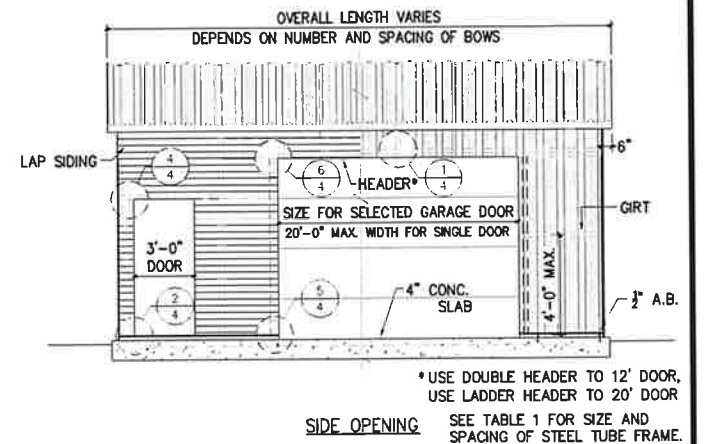 OVERALL LENGTH VARIES
DEPENDS ON NUMBER AND SPACING OF BOWS
LAP SIDING
4
4
6
4
HEADER*
1
4
6"
SIZE FOR SELECTED GARAGE DOOR
GIRT
20'-0" MAX. WIDTH FOR SINGLE DOOR
3'-0"
DOOR
4'-0" MAX.
2
4
5
4
4" CONC.
SLAB
½" A.B.
* USE DOUBLE HEADER TO 12' DOOR,
USE LADDER HEADER TO 20' DOOR
SIDE OPENING
SEE TABLE 1 FOR SIZE AND
SPACING OF STEEL TUBE FRAME.